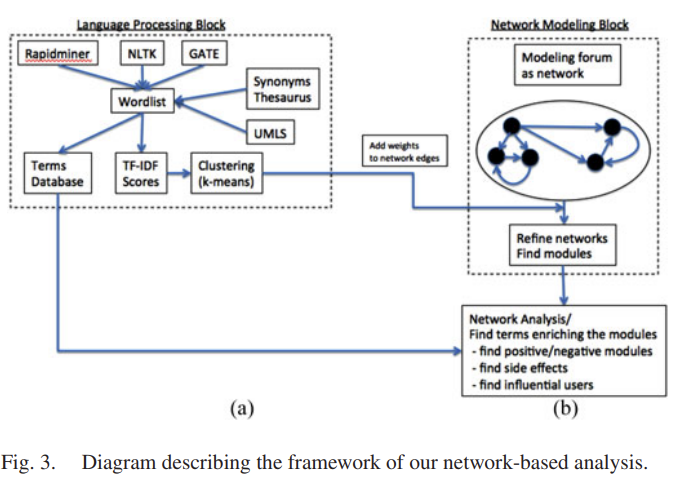 Language Processing Block
Rapidminer
NLTK
GATE
Synonyms
Thesaurus
Wordlist
UMLS
Terms
Database
TF-IDF
Scores
Clustering
(k-means)
Add weights
to network edges
Network Modeling Block
Modeling forum
as network
Refine networks
Find modules
Network Analysis/
Find terms enriching the modules
- find positive/negative modules
- find side effects
- find influential users
(a)
(b)
Fig. 3. Diagram describing the framework of our network-based analysis.